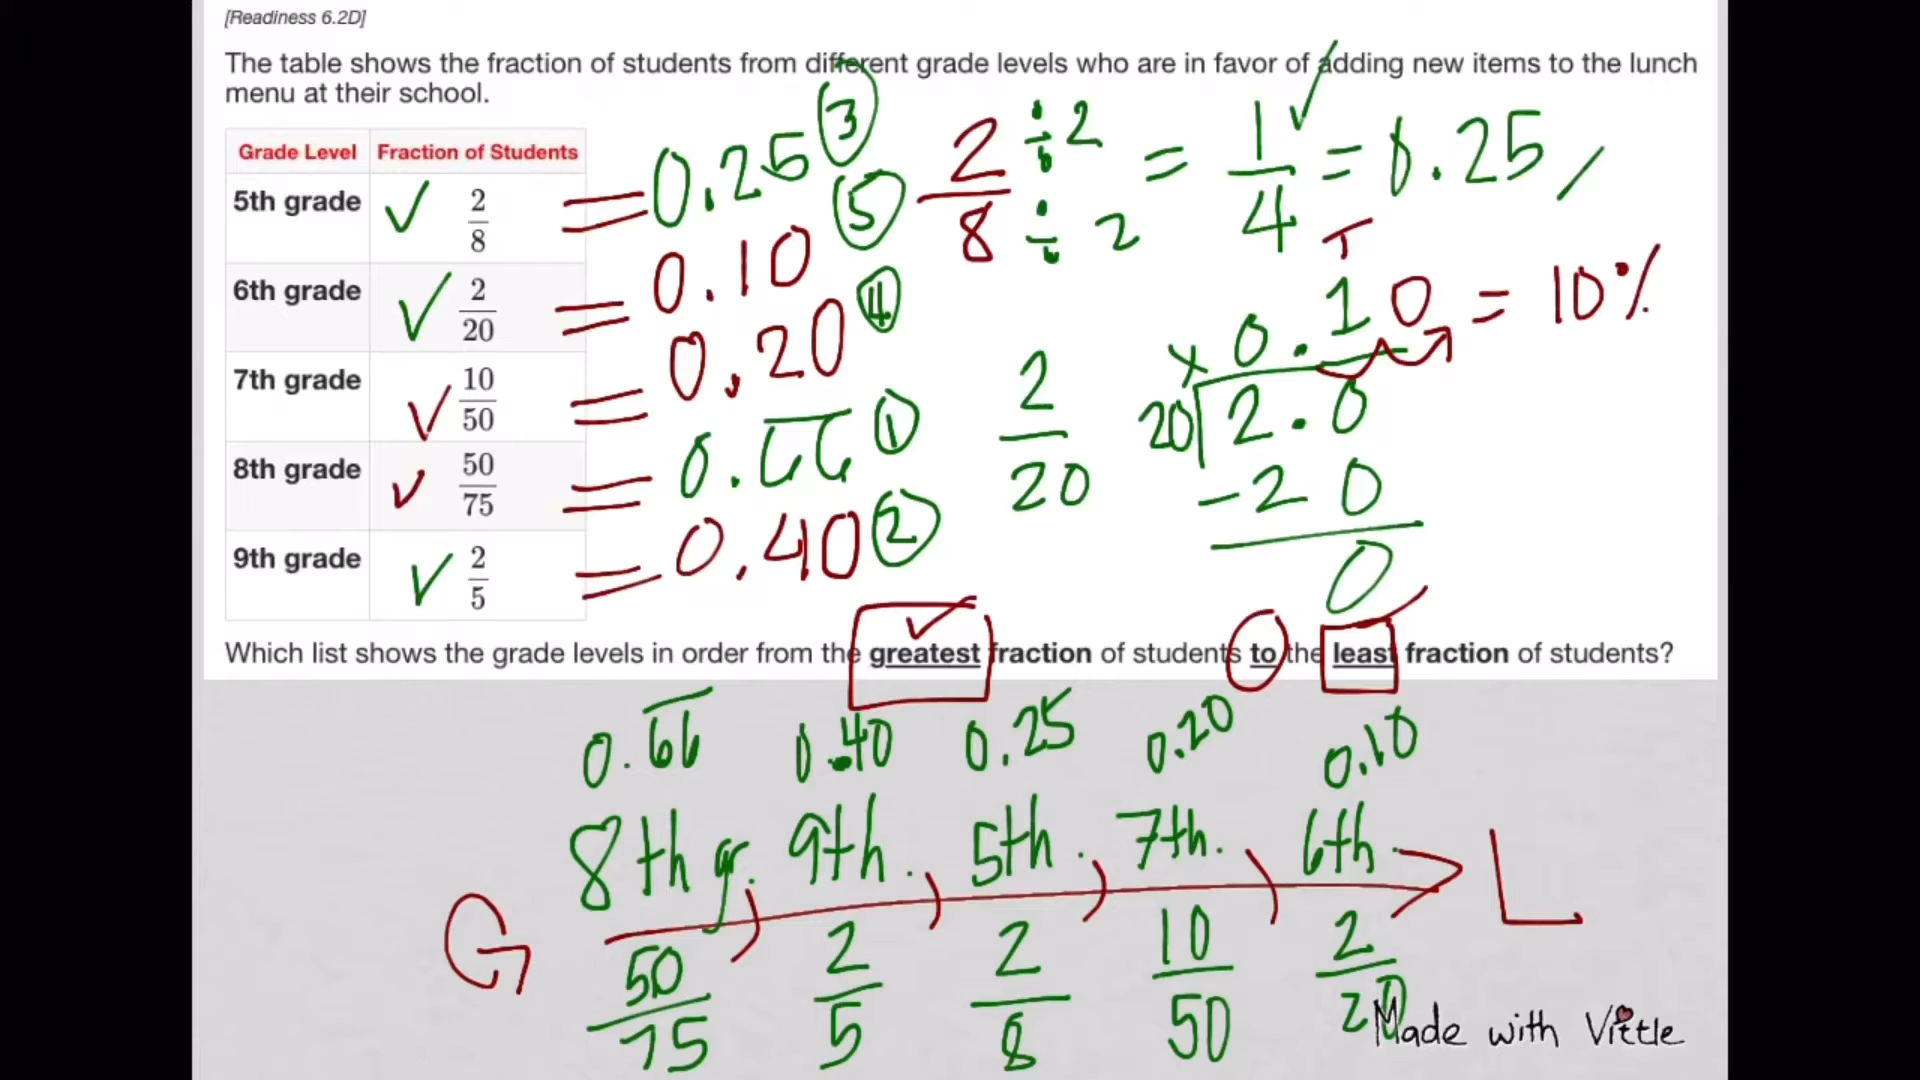 [Readiness 6.2D]
The table shows the fraction of students from different grade levels who are in favor of adding new items to the lunch
menu at their school.
Grade Level Fraction of Students
5th grade ✓ 2/8 = 0.25 ③
6th grade ✓ 2/20 = 0.10 ⑤
7th grade ✓ 10/50 = 0.20 ④
8th grade ✓ 50/75 = 0.66 ①
9th grade ✓ 2/5 = 0.40 ②
2/8 ÷ 2 ÷ 2 = 1/4 ✓ = 0.25
T
0.10 = 10%
2/20 20 2.0
- 2 0
0
Which list shows the grade levels in order from the greatest fraction of students to the least fraction of students?
0.66 0.40 0.25 0.20 0.10
G 8th gr., 9th., 5th., 7th., 6th. L
50/75 2/5 2/8 10/50 2/20
Made with Vittle